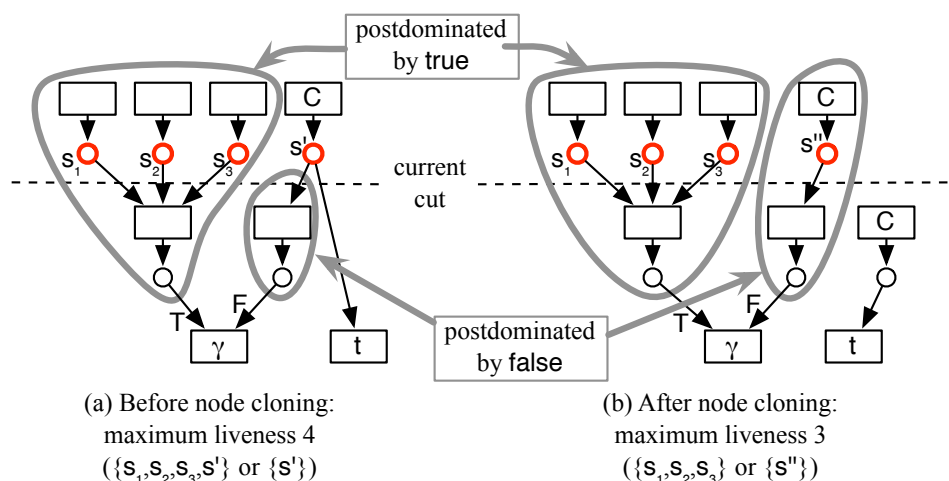 postdominated
by true
C
C
s₁
s₂
s₃
s'
s₁
s₂
s₃
s''
current
cut
C
T
F
T
F
γ
t
postdominated
by false
γ
t
(a) Before node cloning:
maximum liveness 4
({s₁,s₂,s₃,s'} or {s'})
(b) After node cloning:
maximum liveness 3
({s₁,s₂,s₃} or {s''})